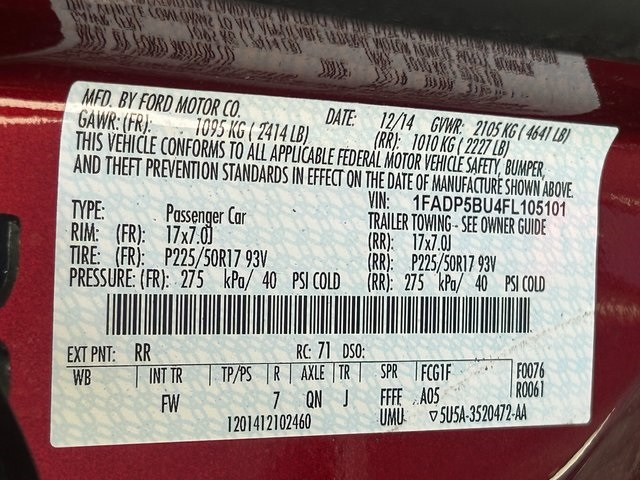 MFD. BY FORD MOTOR CO.
DATE: 12/14 GVWR: 2105 KG ( 4641 LB)
GAWR: (FR): 1095 KG ( 2414 LB) (RR): 1010 KG ( 2227 LB)
THIS VEHICLE CONFORMS TO ALL APPLICABLE FEDERAL MOTOR VEHICLE SAFETY, BUMPER,
AND THEFT PREVENTION STANDARDS IN EFFECT ON THE DATE OF MANUFACTURE SHOWN ABOVE.
VIN: 1FADP5BU4FL105101
TYPE: Passenger Car TRAILER TOWING - SEE OWNER GUIDE
RIM: (FR): 17x7.0J (RR): 17x7.0J
TIRE: (FR): P225/50R17 93V (RR): P225/50R17 93V
PRESSURE: (FR): 275 kPa/ 40 PSI COLD (RR): 275 kPa/ 40 PSI COLD
EXT PNT: RR RC: 71 DSO:
WB INT TR TP/PS R AXLE TR SPR FCG1F F0076
FW 7 QN J FFFF A05 R0061
1201412102460 UMU ▽5U5A-3520472-AA